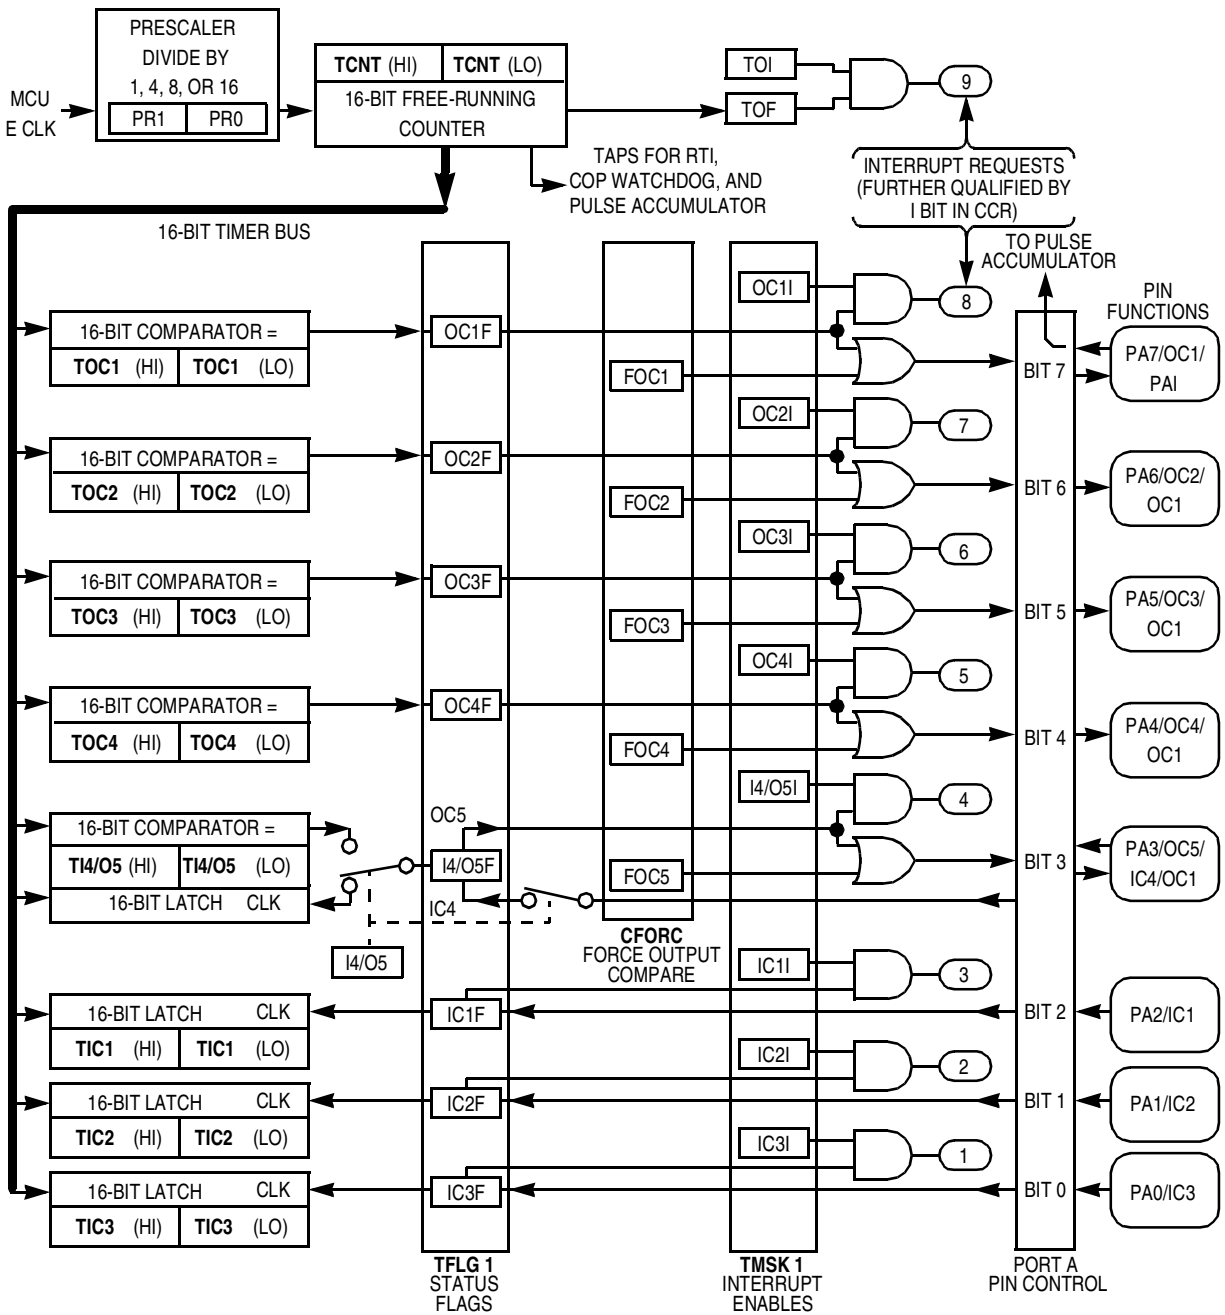 PRESCALER
DIVIDE BY
1, 4, 8, OR 16
PR1 PR0
MCU
E CLK
TCNT (HI) TCNT (LO)
16-BIT FREE-RUNNING
COUNTER
TOI
TOF
9
TAPS FOR RTI,
COP WATCHDOG, AND
PULSE ACCUMULATOR
INTERRUPT REQUESTS
(FURTHER QUALIFIED BY
I BIT IN CCR)
16-BIT TIMER BUS
TO PULSE
ACCUMULATOR
PIN
FUNCTIONS
OC1I
8
16-BIT COMPARATOR =
TOC1 (HI) TOC1 (LO)
OC1F
FOC1
BIT 7
PA7/OC1/
PAI
OC2I
7
16-BIT COMPARATOR =
TOC2 (HI) TOC2 (LO)
OC2F
FOC2
BIT 6
PA6/OC2/
OC1
OC3I
6
16-BIT COMPARATOR =
TOC3 (HI) TOC3 (LO)
OC3F
FOC3
BIT 5
PA5/OC3/
OC1
OC4I
5
16-BIT COMPARATOR =
TOC4 (HI) TOC4 (LO)
OC4F
FOC4
BIT 4
PA4/OC4/
OC1
I4/O5I
4
16-BIT COMPARATOR =
TI4/O5 (HI) TI4/O5 (LO)
16-BIT LATCH CLK
OC5
I4/O5F
IC4
FOC5
BIT 3
PA3/OC5/
IC4/OC1
I4/O5
CFORC
FORCE OUTPUT
COMPARE
IC1I
3
16-BIT LATCH CLK
TIC1 (HI) TIC1 (LO)
IC1F
BIT 2
PA2/IC1
IC2I
2
16-BIT LATCH CLK
TIC2 (HI) TIC2 (LO)
IC2F
BIT 1
PA1/IC2
IC3I
1
16-BIT LATCH CLK
TIC3 (HI) TIC3 (LO)
IC3F
BIT 0
PA0/IC3
TFLG 1
STATUS
FLAGS
TMSK 1
INTERRUPT
ENABLES
PORT A
PIN CONTROL